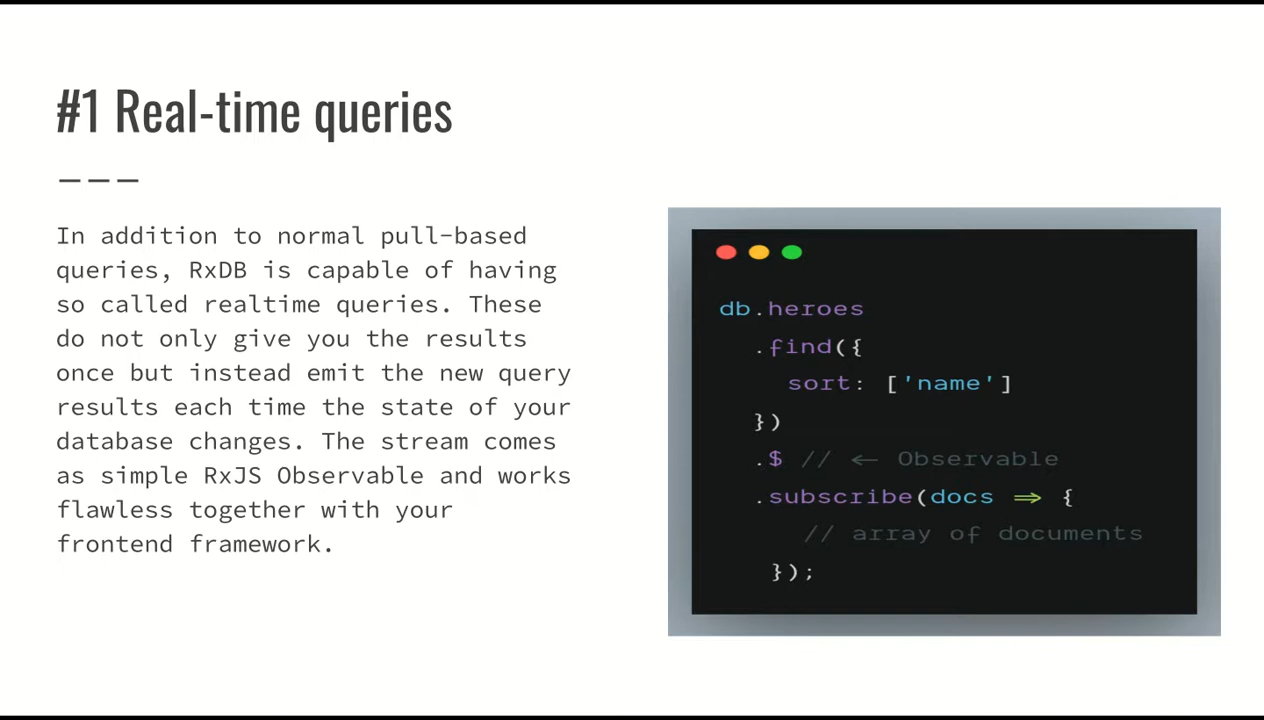 #1 Real-time queries
In addition to normal pull-based
queries, RxDB is capable of having
so called realtime queries. These
do not only give you the results
once but instead emit the new query
results each time the state of your
database changes. The stream comes
as simple RxJS Observable and works
flawless together with your
frontend framework.
db.heroes
.find({
sort: ['name']
})
.$ // ← Observable
.subscribe(docs ⇒ {
// array of documents
});